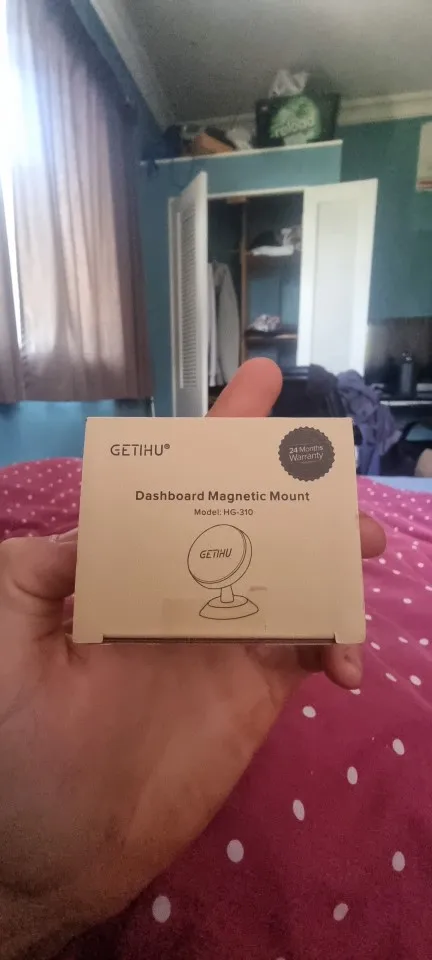 GETIHU®
24 Months
Warranty
Dashboard Magnetic Mount
Model: HG-310
GETIHU